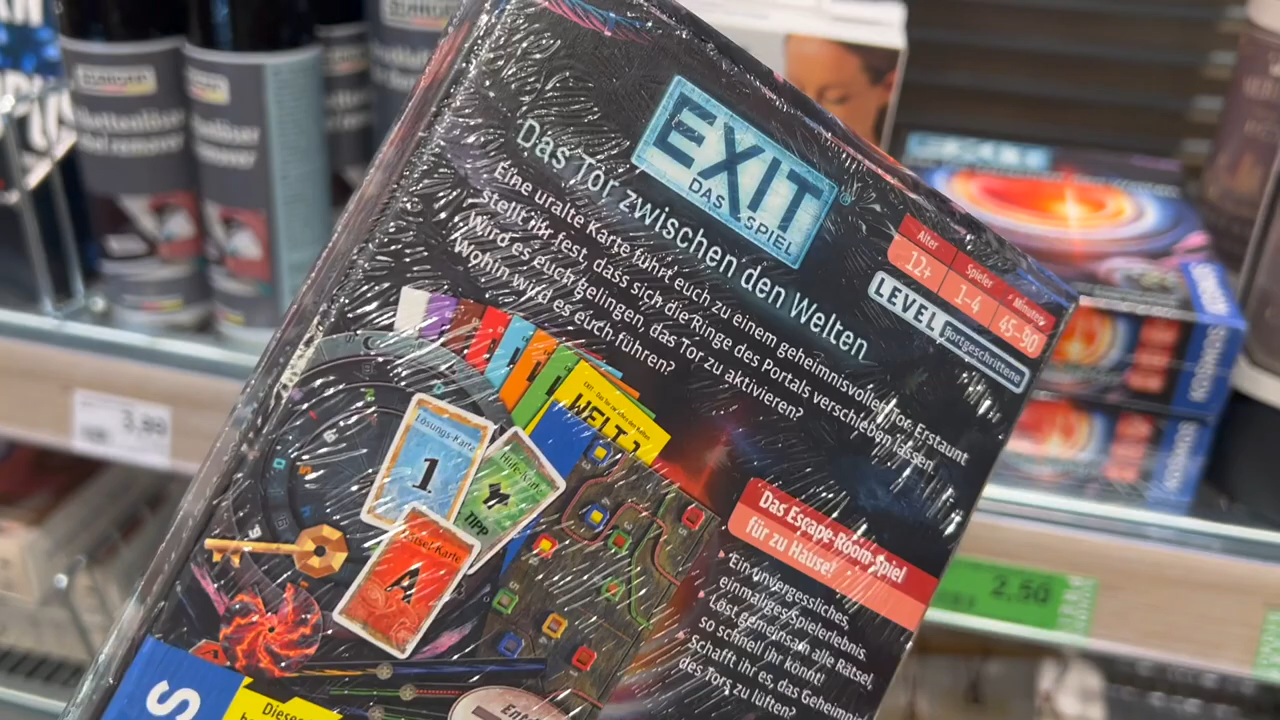 EXIT
DAS SPIEL
Das Tor zwischen den Welten
Eine uralte Karte führt euch zu einem geheimnisvollen Tor. Erstaunt
stellt ihr fest, dass sich die Ringe des Portals verschieben lassen.
Wird es euch gelingen, das Tor zu aktivieren?
Wohin wird es euch führen?
Alter
12+
Spieler
1-4
Minuten
45-90
LEVEL
Fortgeschrittene
WELT
Lösungs-Karte
1
Hilfe-Karte
TIPP
Rätsel-Karte
A
Das Escape-Room-Spiel
für zu Hause!
Ein unvergessliches,
einmaliges Spielerlebnis.
Löst gemeinsam alle Rätsel,
so schnell ihr könnt!
Schafft ihr es, das Geheimni
des Tors zu lüften?
S
Diese
3,99
2,50
KOSMOS
KOSMOS